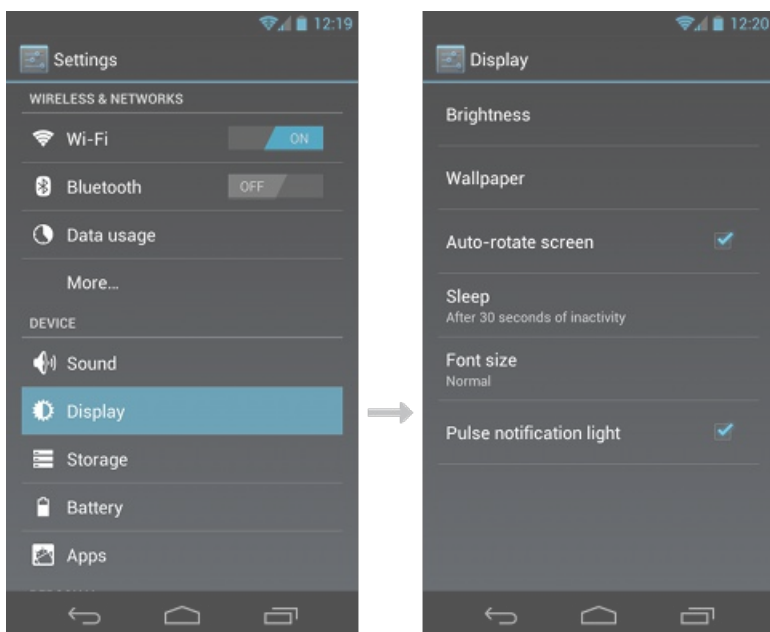 12:19
Settings
WIRELESS & NETWORKS
Wi-Fi ON
Bluetooth OFF
Data usage
More...
DEVICE
Sound
Display
Storage
Battery
Apps
12:20
Display
Brightness
Wallpaper
Auto-rotate screen
Sleep
After 30 seconds of inactivity
Font size
Normal
Pulse notification light